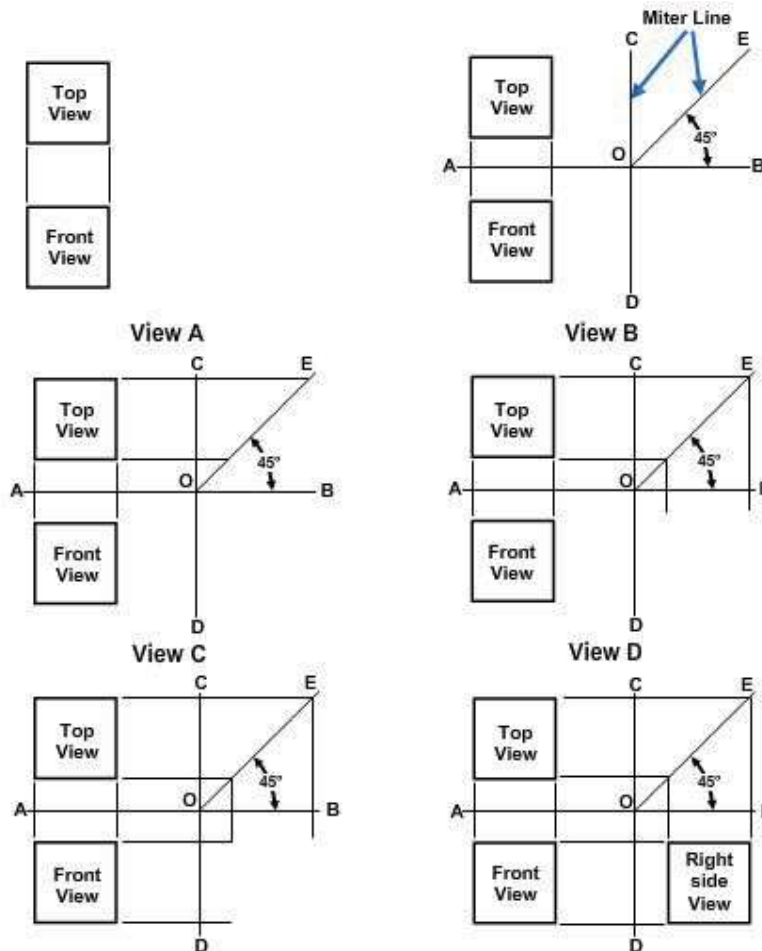 Miter Line
C
E
Top
View
Top
View
45°
O
A
B
Front
View
Front
View
D
View A
View B
C
E
Top
View
45°
O
A
B
Front
View
D
C
E
Top
View
45°
O
A
Front
View
D
View C
View D
C
E
Top
View
45°
O
A
B
Front
View
D
C
E
Top
View
45°
O
A
Front
View
Right
side
View
D